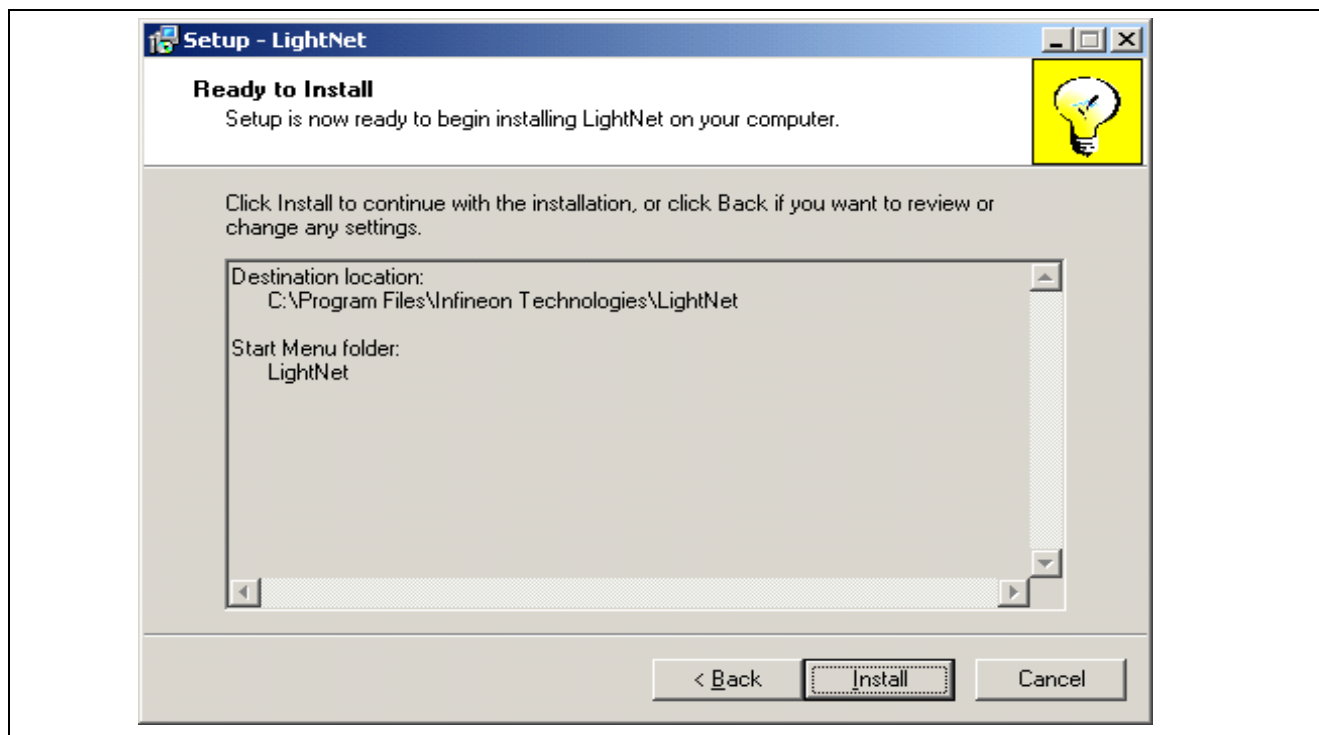 Setup - LightNet
Ready to Install
Setup is now ready to begin installing LightNet on your computer.
Click Install to continue with the installation, or click Back if you want to review or
change any settings.
Destination location:
C:\Program Files\Infineon Technologies\LightNet
Start Menu folder:
LightNet
< Back Install Cancel